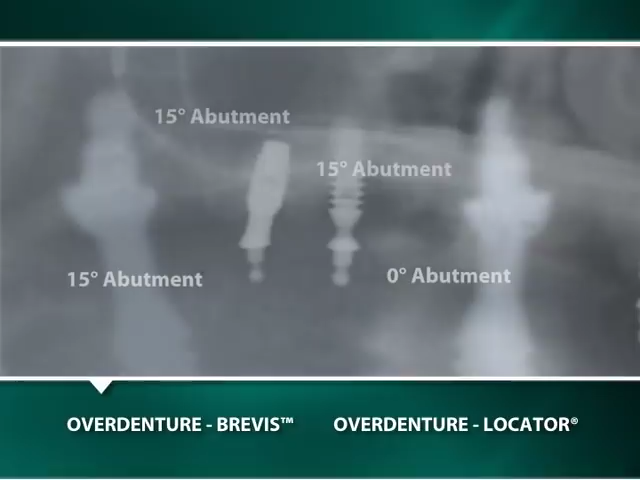 15° Abutment
15° Abutment
15° Abutment
0° Abutment
OVERDENTURE - BREVIS™
OVERDENTURE - LOCATOR®